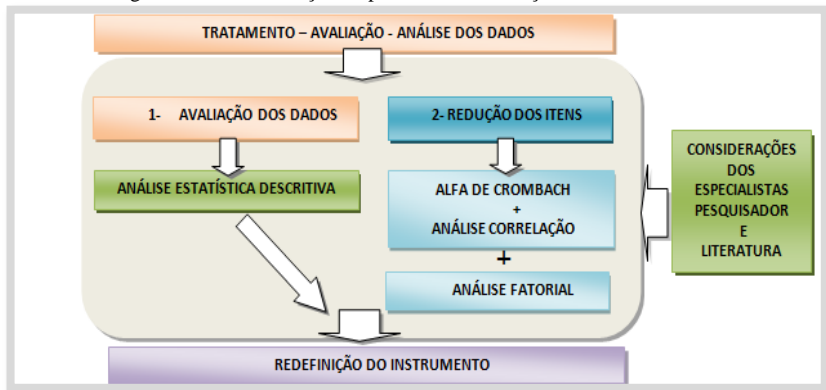 TRATAMENTO – AVALIAÇÃO - ANÁLISE DOS DADOS
1- AVALIAÇÃO DOS DADOS
2- REDUÇÃO DOS ITENS
ANÁLISE ESTATÍSTICA DESCRITIVA
ALFA DE CROMBACH
+
ANÁLISE CORRELAÇÃO
+
ANÁLISE FATORIAL
CONSIDERAÇÕES
DOS
ESPECIALISTAS
PESQUISADOR
E
LITERATURA
REDEFINIÇÃO DO INSTRUMENTO